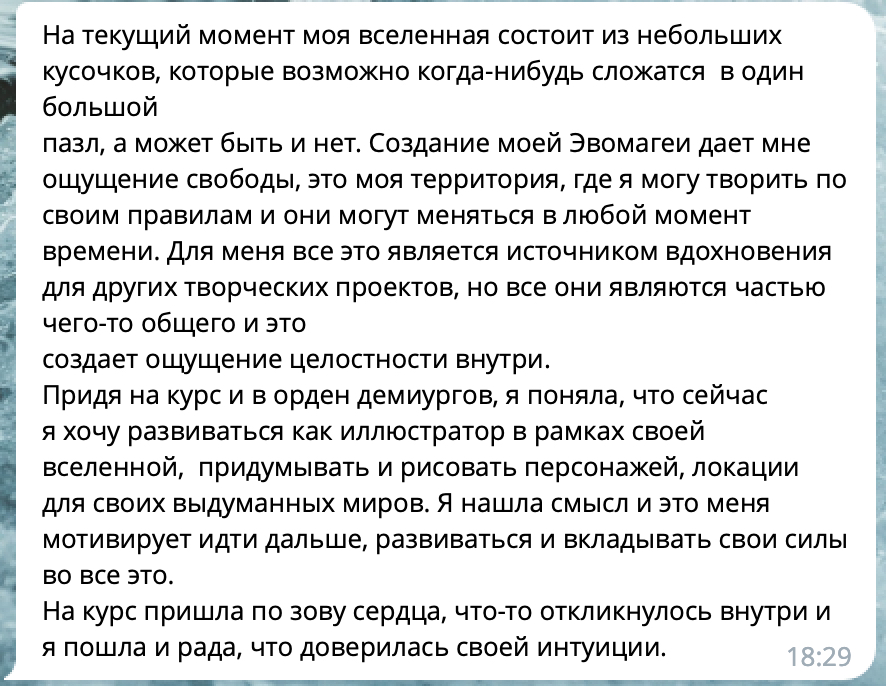 На текущий момент моя вселенная состоит из небольших
кусочков, которые возможно когда-нибудь сложатся  в один
большой
пазл, а может быть и нет. Создание моей Эвомагеи дает мне
ощущение свободы, это моя территория, где я могу творить по
своим правилам и они могут меняться в любой момент
времени. Для меня все это является источником вдохновения
для других творческих проектов, но все они являются частью
чего-то общего и это
создает ощущение целостности внутри.
Придя на курс и в орден демиургов, я поняла, что сейчас
я хочу развиваться как иллюстратор в рамках своей
вселенной,  придумывать и рисовать персонажей, локации
для своих выдуманных миров. Я нашла смысл и это меня
мотивирует идти дальше, развиваться и вкладывать свои силы
во все это.
На курс пришла по зову сердца, что-то откликнулось внутри и
я пошла и рада, что доверилась своей интуиции.
18:29